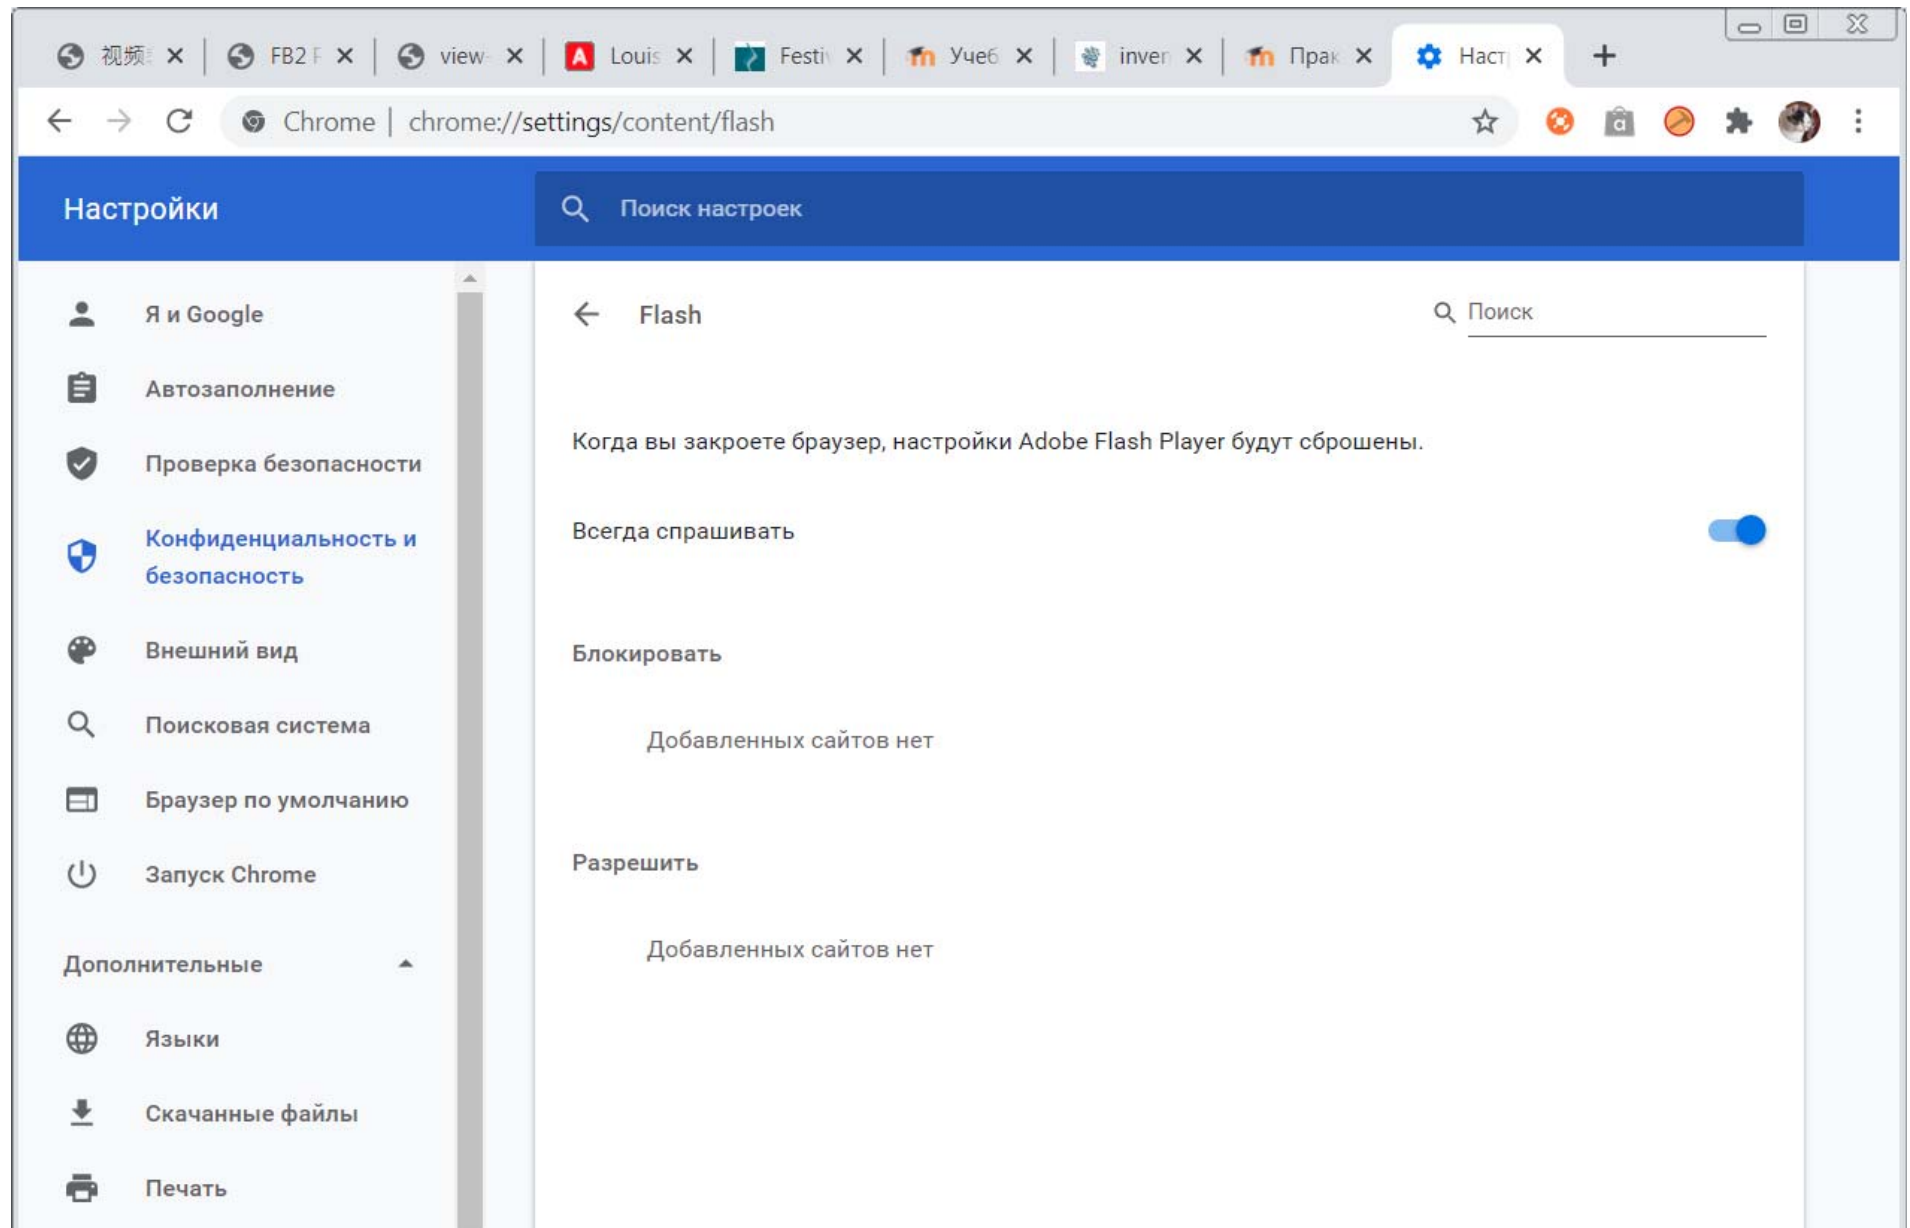 视频
FB2
view-
Louis
Festiv
Учеб
inven
Прак
Наст
Chrome | chrome://settings/content/flash
Настройки
Поиск настроек
Я и Google
Автозаполнение
Проверка безопасности
Конфиденциальность и
безопасность
Внешний вид
Поисковая система
Браузер по умолчанию
Запуск Chrome
Дополнительные
Языки
Скачанные файлы
Печать
Flash
Поиск
Когда вы закроете браузер, настройки Adobe Flash Player будут сброшены.
Всегда спрашивать
Блокировать
Добавленных сайтов нет
Разрешить
Добавленных сайтов нет